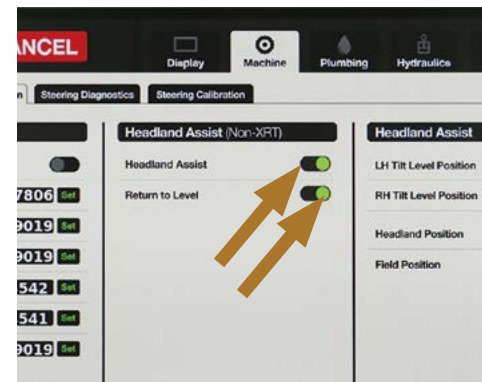 ANCEL
Display
Machine
Plumbing
Hydraulics
Steering Diagnostics
Steering Calibration
Headland Assist (Non-XRT)
Headland Assist
Return to Level
7806 Set
9019 Set
9019 Set
542 Set
541 Set
9019 Set
Headland Assist
LH Tilt Level Position
RH Tilt Level Position
Headland Position
Field Position